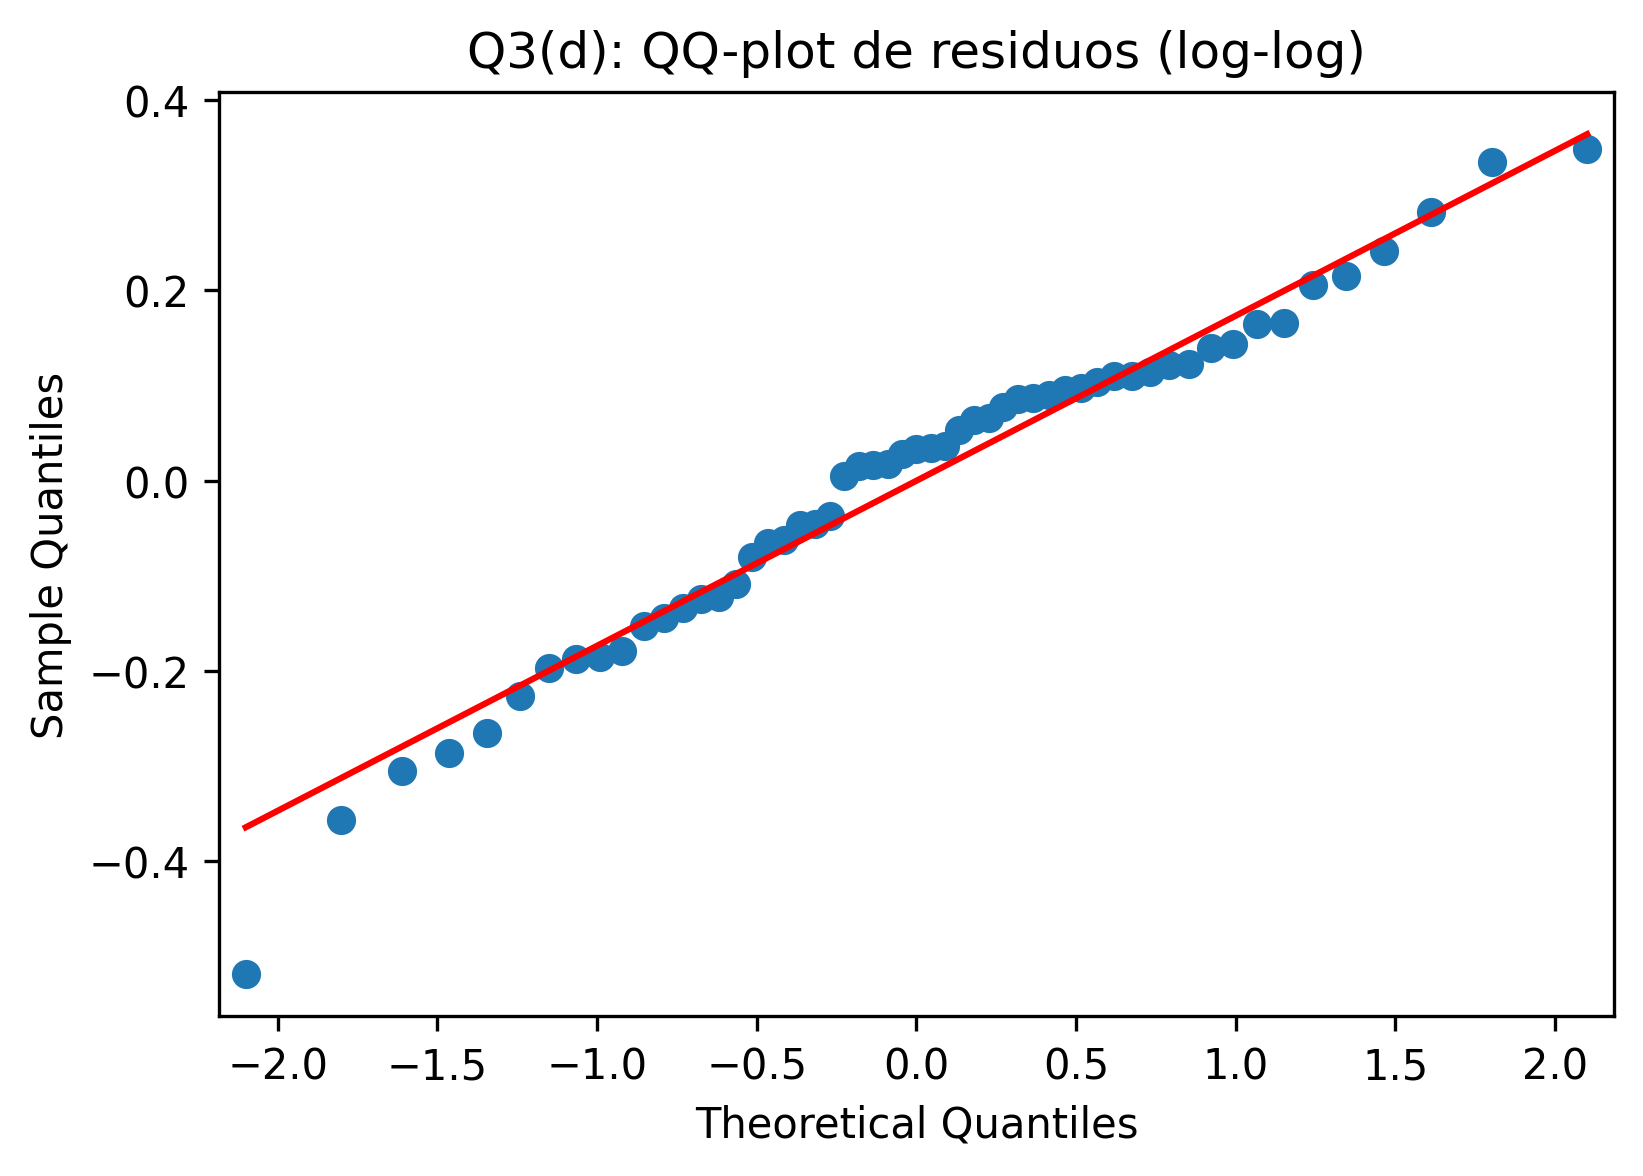 Q3(d): QQ-plot de residuos (log-log)
0.4
0.2
0.0
−0.2
−0.4
Sample Quantiles
−2.0 −1.5 −1.0 −0.5 0.0 0.5 1.0 1.5 2.0
Theoretical Quantiles